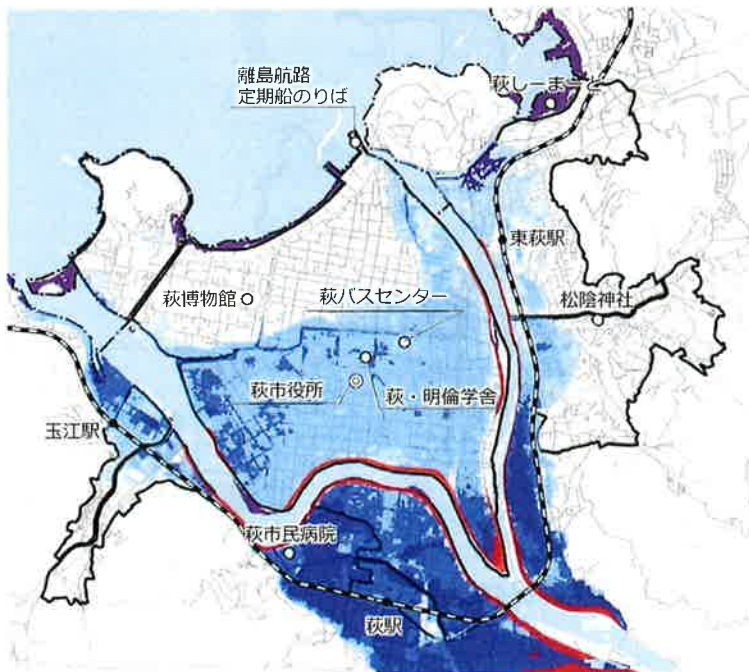 離島航路
定期船のりば
萩しーまーと
東萩駅
萩博物館
萩バスセンター
松陰神社
萩市役所
萩・明倫学舎
玉江駅
萩市民病院
萩駅